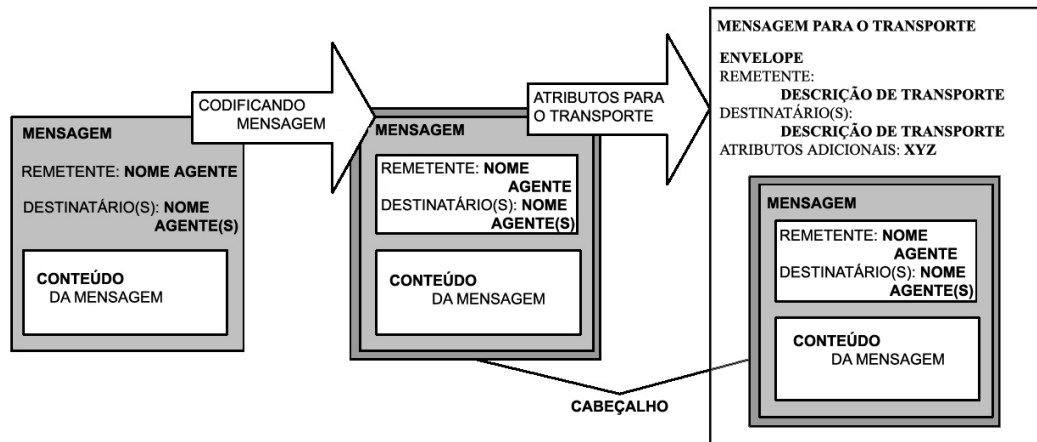 MENSAGEM
REMETENTE: NOME AGENTE
DESTINATÁRIO(S): NOME
AGENTE(S)
CONTEÚDO
DA MENSAGEM
CODIFICANDO
MENSAGEM
MENSAGEM
REMETENTE: NOME
AGENTE
DESTINATÁRIO(S): NOME
AGENTE(S)
CONTEÚDO
DA MENSAGEM
ATRIBUTOS PARA
O TRANSPORTE
MENSAGEM PARA O TRANSPORTE
ENVELOPE
REMETENTE:
DESCRIÇÃO DE TRANSPORTE
DESTINATÁRIO(S):
DESCRIÇÃO DE TRANSPORTE
ATRIBUTOS ADICIONAIS: XYZ
MENSAGEM
REMETENTE: NOME
AGENTE
DESTINATÁRIO(S): NOME
AGENTE(S)
CONTEÚDO
DA MENSAGEM
CABEÇALHO